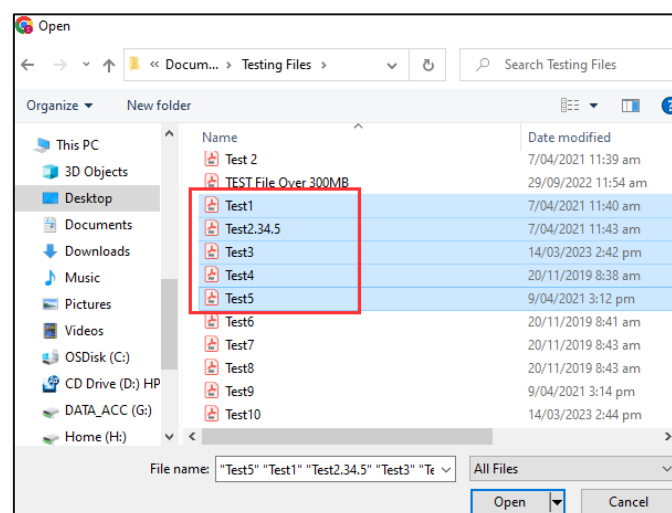 Open
« Docum... › Testing Files ›
Search Testing Files
Organize
New folder
This PC
3D Objects
Desktop
Documents
Downloads
Music
Pictures
Videos
OSDisk (C:)
CD Drive (D:) HP
DATA_ACC (G:)
Home (H:)
Name Date modified
Test 2 7/04/2021 11:39 am
TEST File Over 300MB 29/09/2022 11:54 am
Test1 7/04/2021 11:40 am
Test2.34.5 7/04/2021 11:43 am
Test3 14/03/2023 2:42 pm
Test4 20/11/2019 8:38 am
Test5 9/04/2021 3:12 pm
Test6 20/11/2019 8:41 am
Test7 20/11/2019 8:43 am
Test8 20/11/2019 8:43 am
Test9 9/04/2021 3:14 pm
Test10 14/03/2023 2:44 pm
File name: "Test5" "Test1" "Test2.34.5" "Test3" "Te
All Files
Open
Cancel